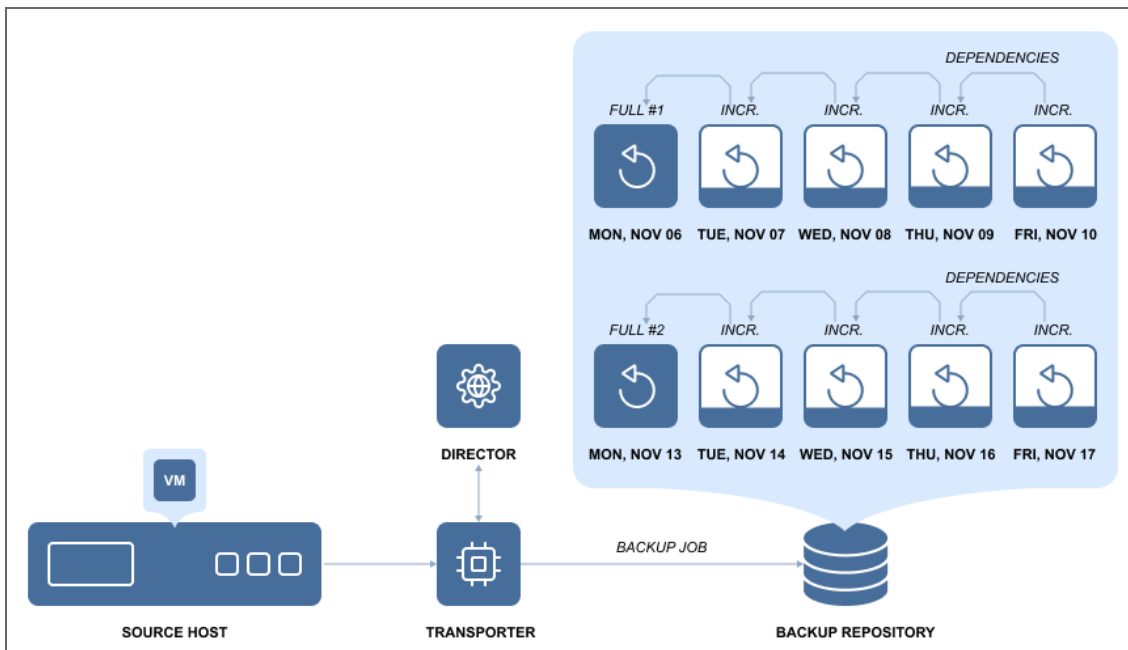 DEPENDENCIES
FULL #1 INCR. INCR. INCR. INCR.
MON, NOV 06 TUE, NOV 07 WED, NOV 08 THU, NOV 09 FRI, NOV 10
DEPENDENCIES
FULL #2 INCR. INCR. INCR. INCR.
MON, NOV 13 TUE, NOV 14 WED, NOV 15 THU, NOV 16 FRI, NOV 17
DIRECTOR
VM
BACKUP JOB
SOURCE HOST TRANSPORTER BACKUP REPOSITORY